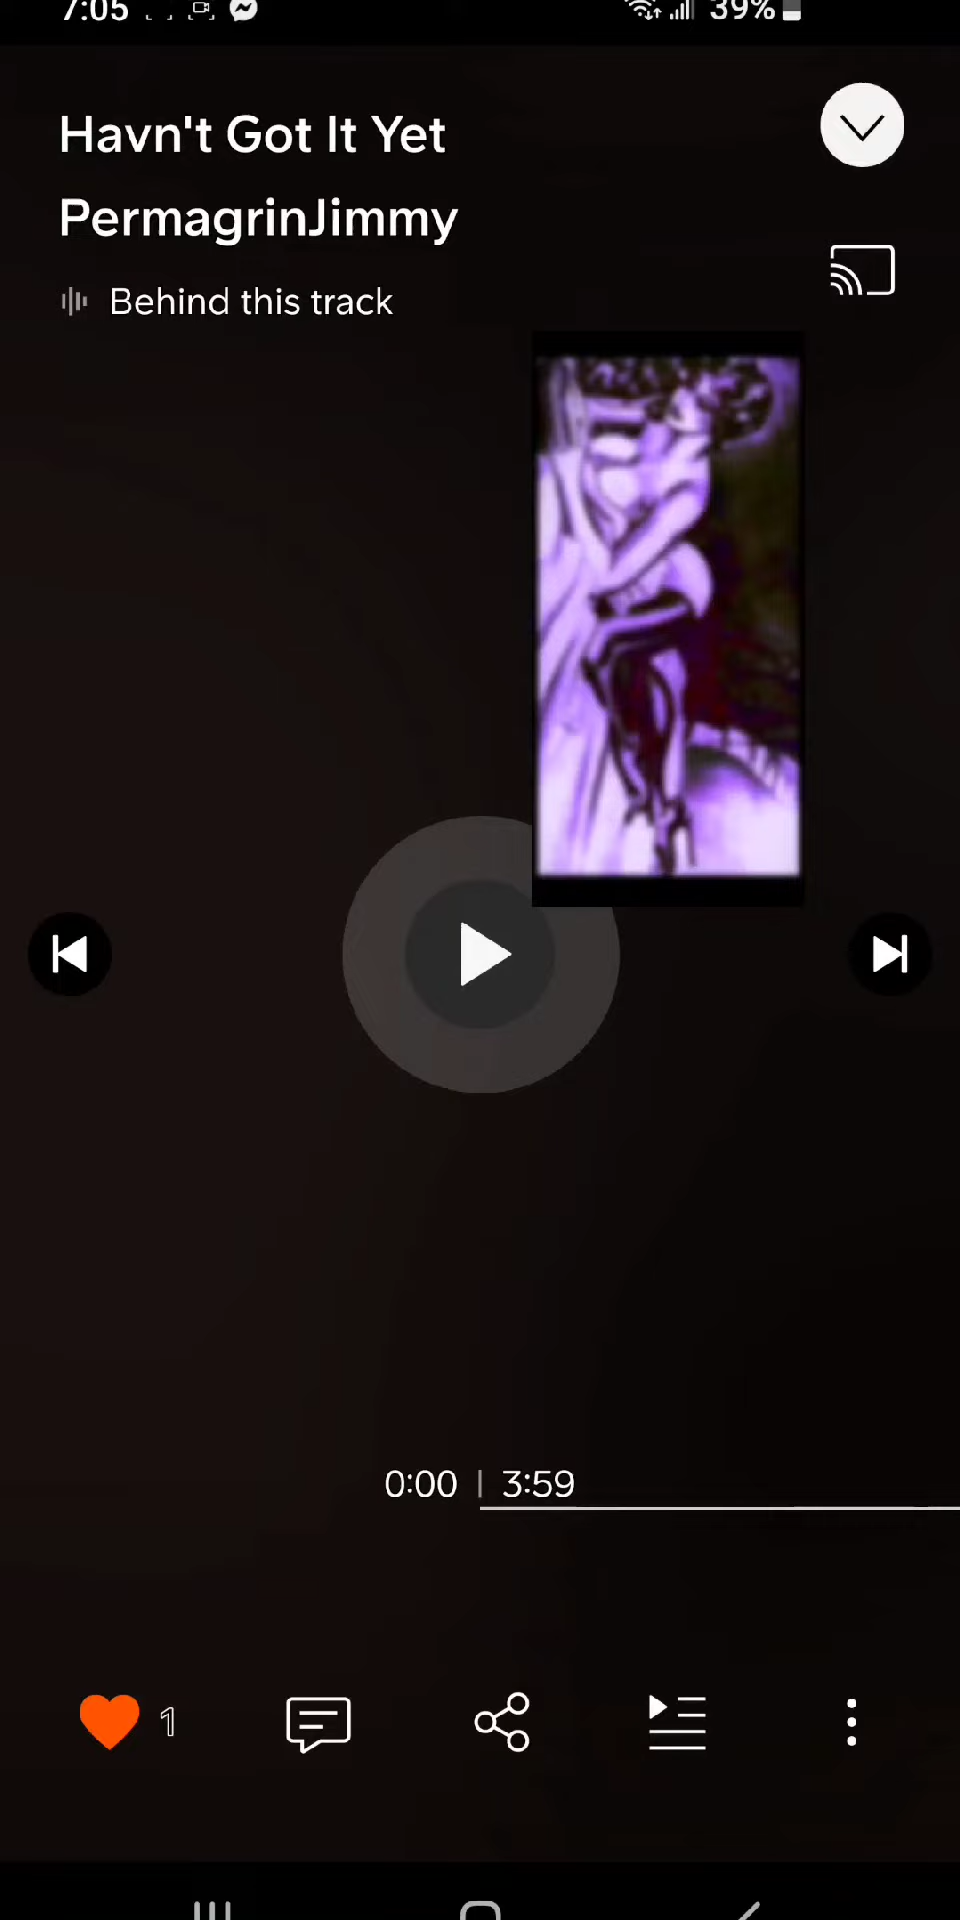 7:05 39%
Havn't Got It Yet
PermagrinJimmy
Behind this track
0:00 | 3:59
1